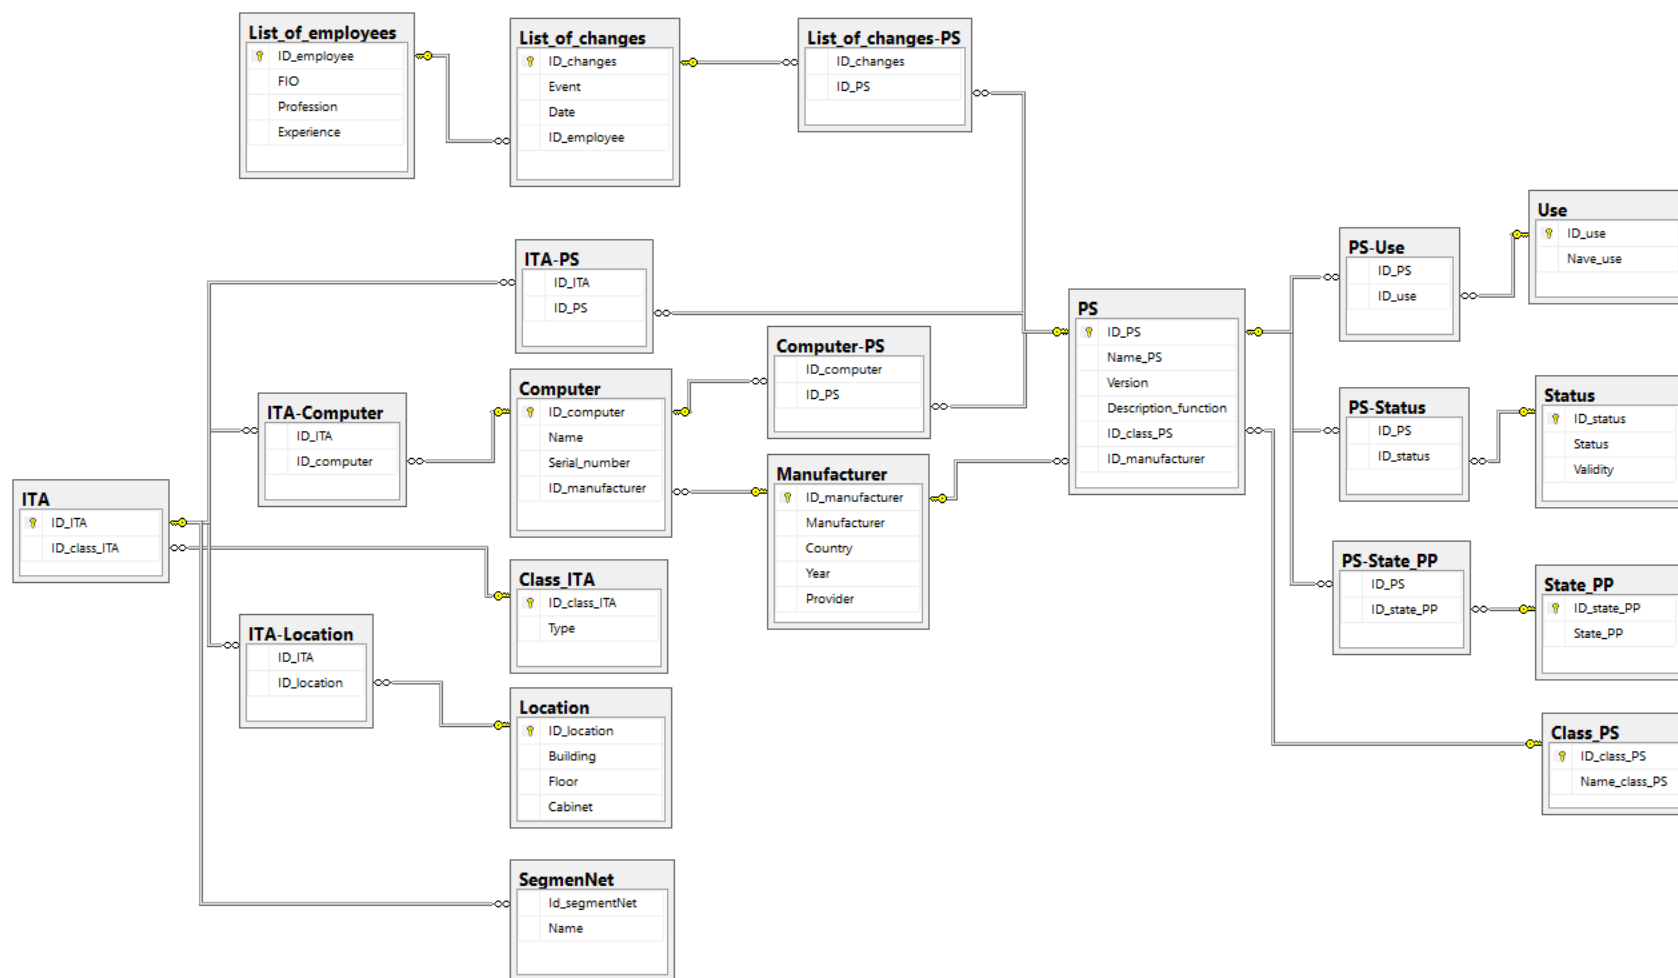 List_of_employees
ID_employee
FIO
Profession
Experience
List_of_changes
ID_changes
Event
Date
ID_employee
List_of_changes-PS
ID_changes
ID_PS
ITA-PS
ID_ITA
ID_PS
Computer-PS
ID_computer
ID_PS
ITA-Computer
ID_ITA
ID_computer
Computer
ID_computer
Name
Serial_number
ID_manufacturer
Manufacturer
ID_manufacturer
Manufacturer
Country
Year
Provider
ITA
ID_ITA
ID_class_ITA
Class_ITA
ID_class_ITA
Type
ITA-Location
ID_ITA
ID_location
Location
ID_location
Building
Floor
Cabinet
SegmenNet
Id_segmentNet
Name
PS
ID_PS
Name_PS
Version
Description_function
ID_class_PS
ID_manufacturer
PS-Use
ID_PS
ID_use
Use
ID_use
Nave_use
PS-Status
ID_PS
ID_status
Status
ID_status
Status
Validity
PS-State_PP
ID_PS
ID_state_PP
State_PP
ID_state_PP
State_PP
Class_PS
ID_class_PS
Name_class_PS